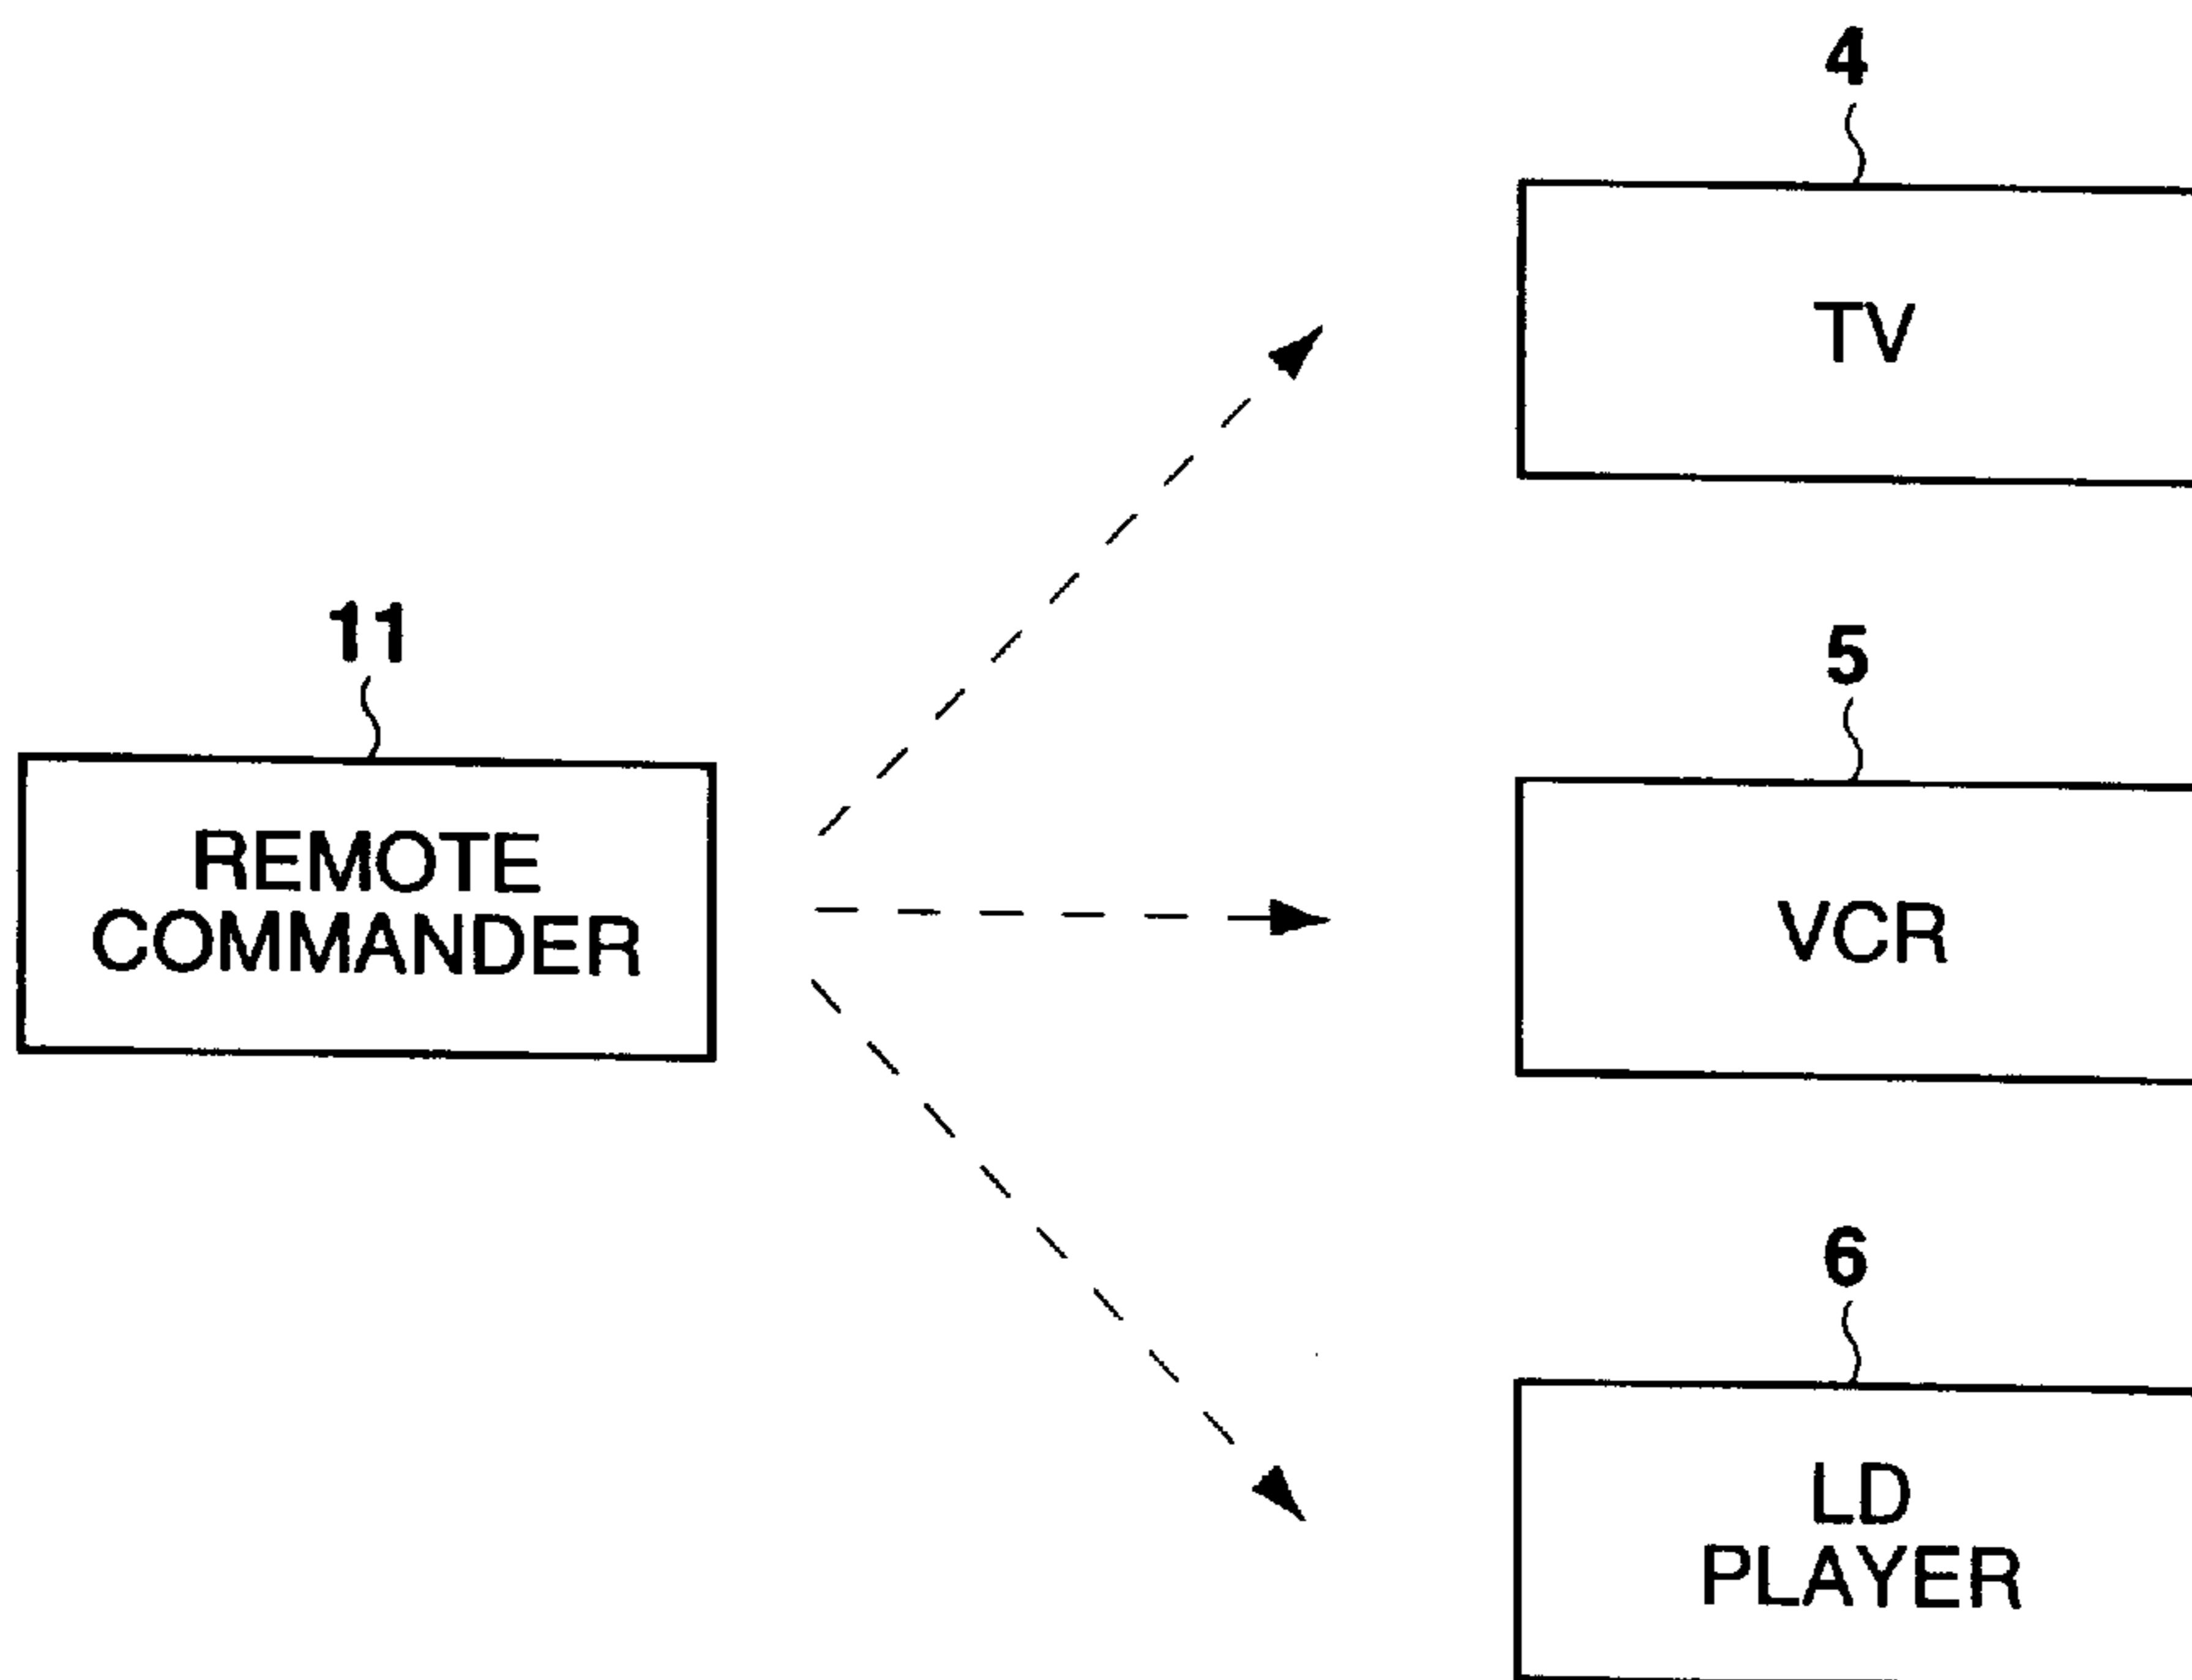 4
TV
11
REMOTE
COMMANDER
5
VCR
6
LD
PLAYER